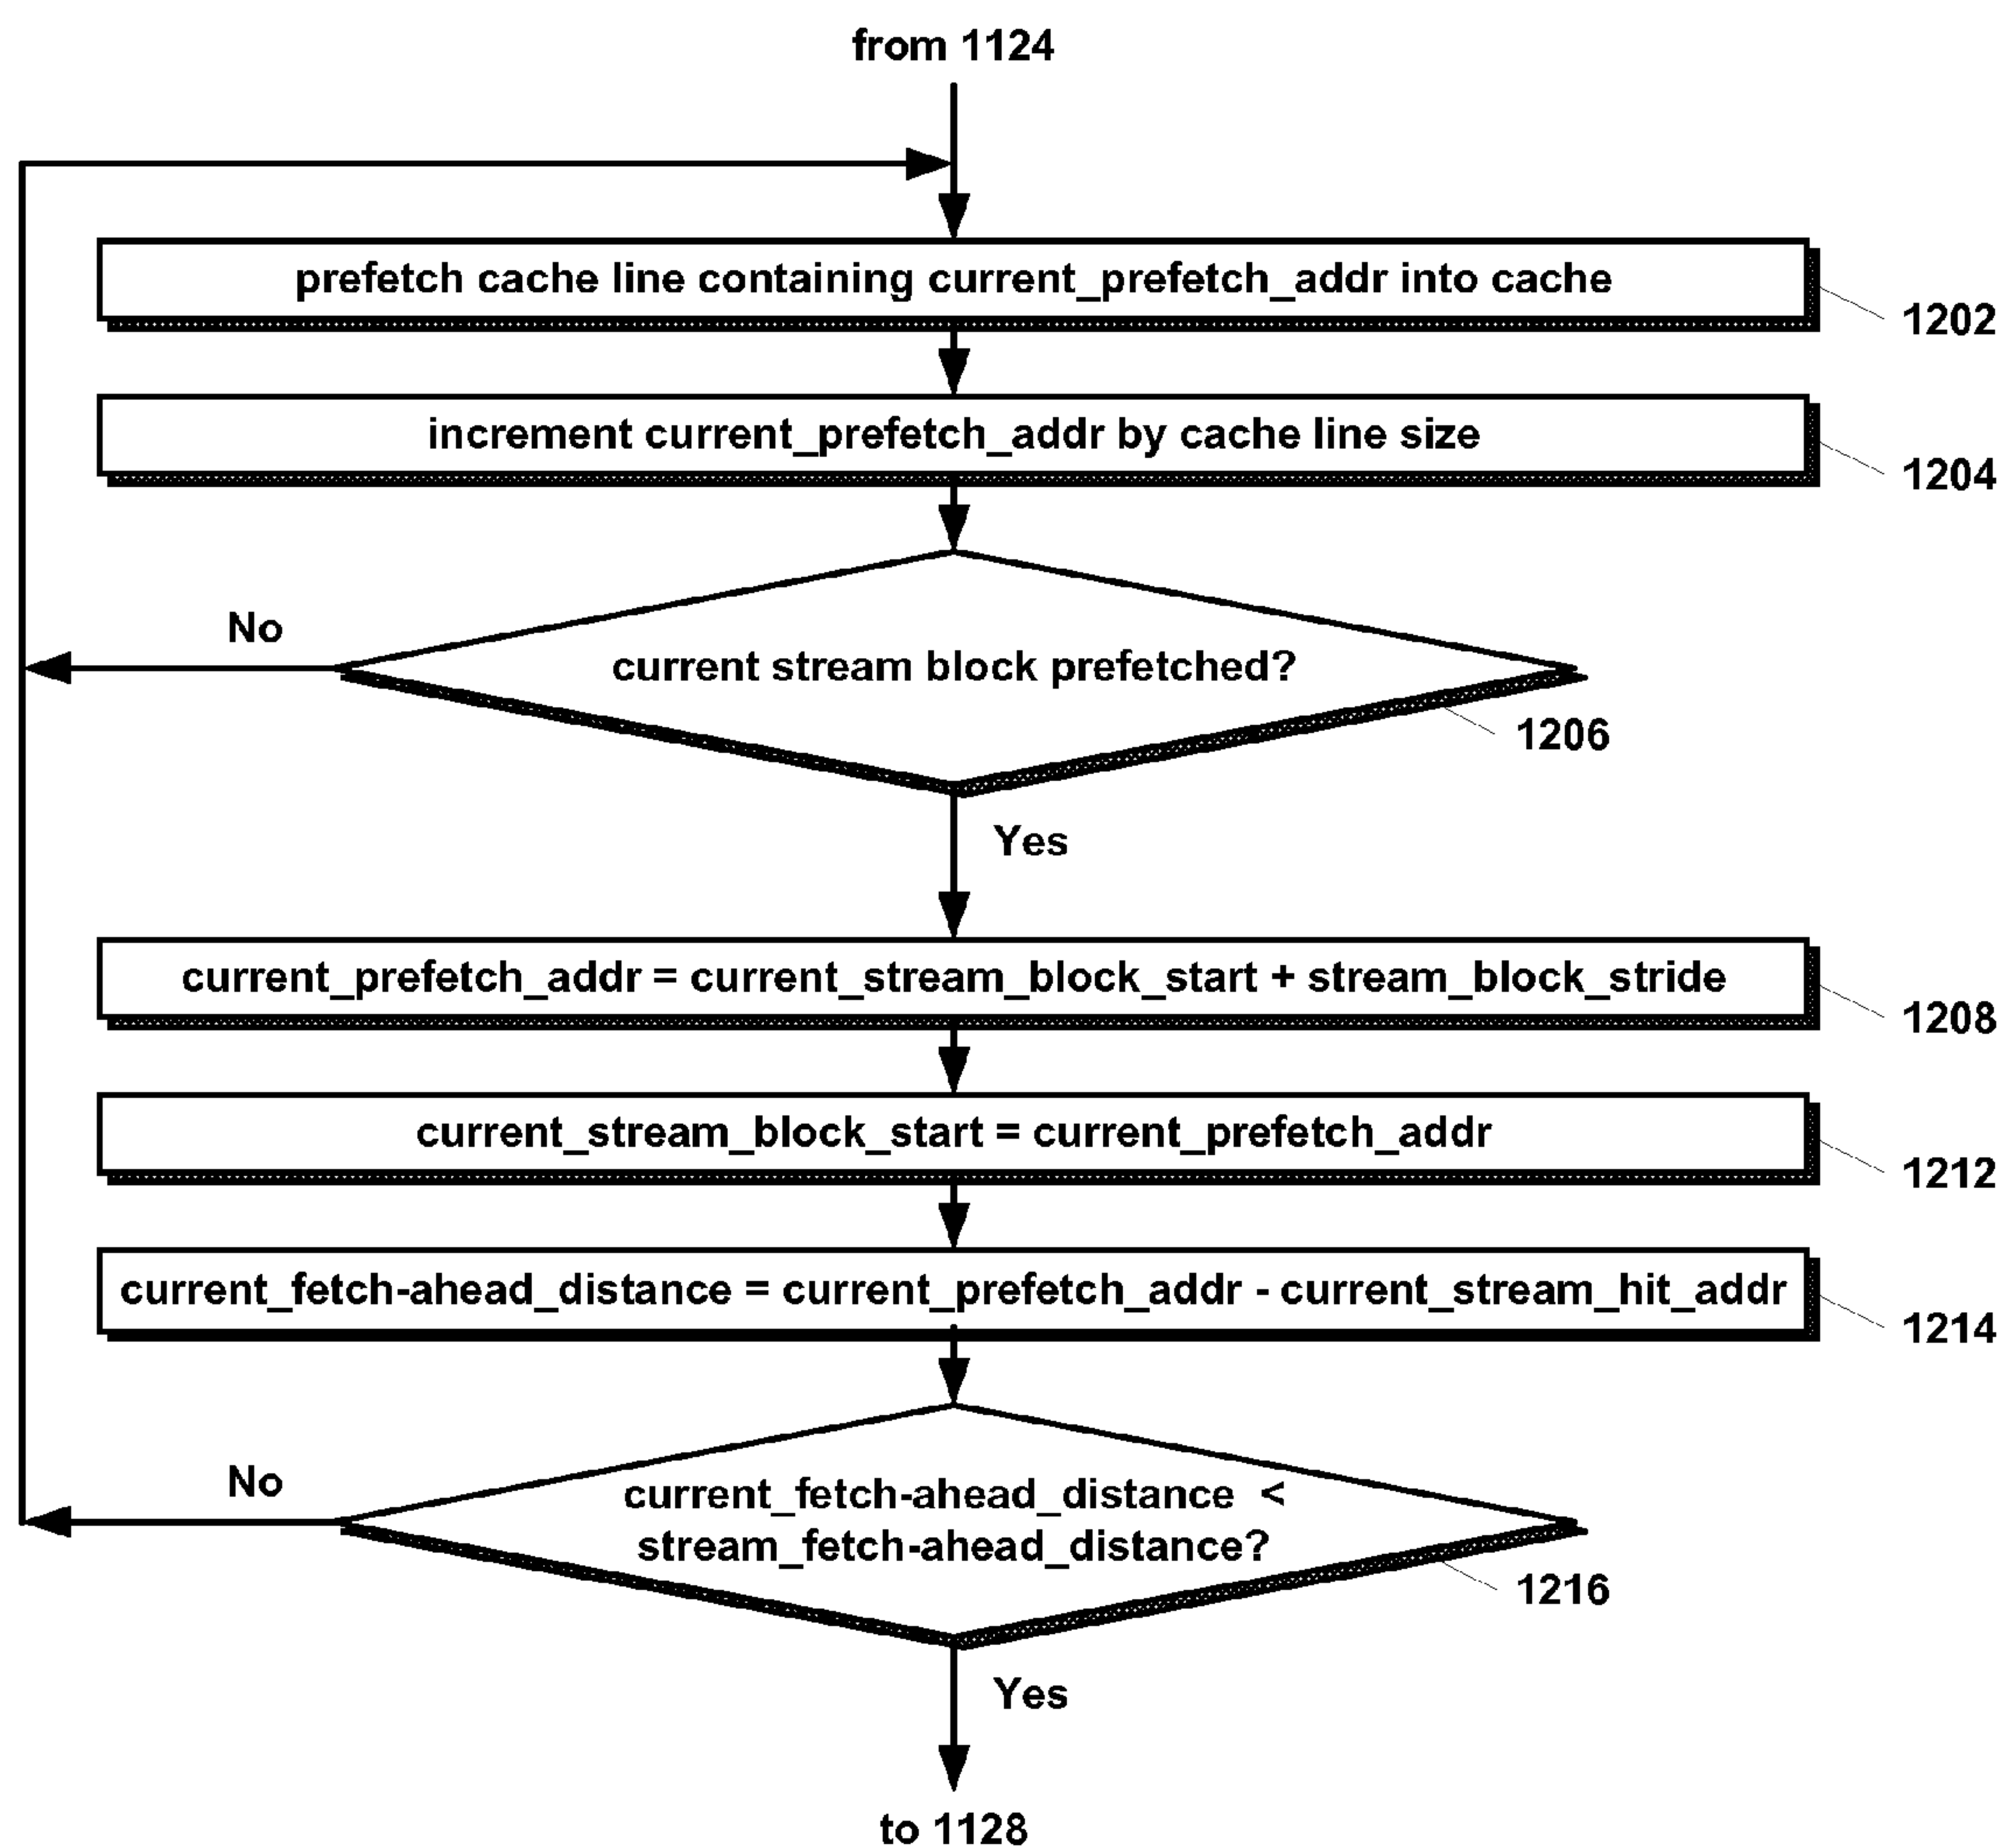 from 1124
prefetch cache line containing current_prefetch_addr into cache
1202
increment current_prefetch_addr by cache line size
1204
No
current stream block prefetched?
1206
Yes
current_prefetch_addr = current_stream_block_start + stream_block_stride
1208
current_stream_block_start = current_prefetch_addr
1212
current_fetch-ahead_distance = current_prefetch_addr - current_stream_hit_addr
1214
No
current_fetch-ahead_distance <
stream_fetch-ahead_distance?
1216
Yes
to 1128